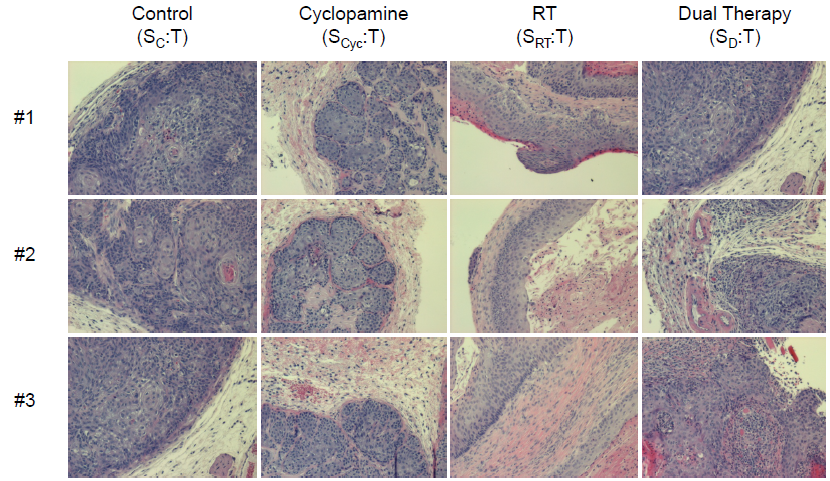 Control Cyclopamine RT Dual Therapy
(S_C:T) (S_Cyc:T) (S_RT:T) (S_D:T)
#1
#2
#3